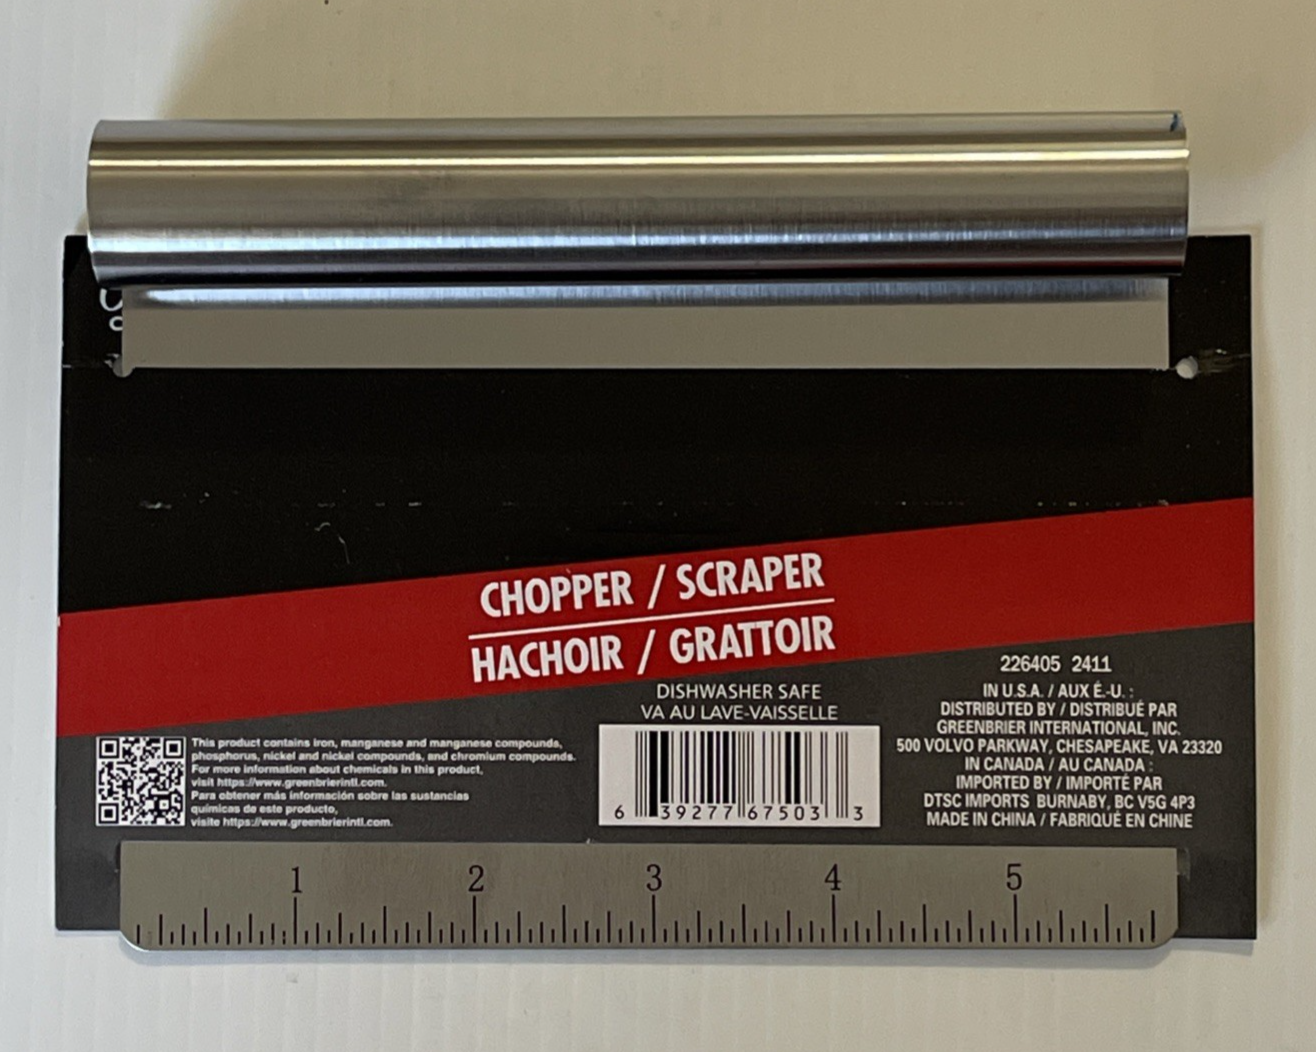 CHOPPER / SCRAPER
HACHOIR / GRATTOIR
DISHWASHER SAFE
VA AU LAVE-VAISSELLE
This product contains iron, manganese and manganese compounds,
phosphorus, nickel and nickel compounds, and chromium compounds.
For more information about chemicals in this product,
visit https://www.greenbrierintl.com.
Para obtener más información sobre las sustancias
químicas de este producto,
visite https://www.greenbrierintl.com.
6 39277 67503 3
226405 2411
IN U.S.A. / AUX É.-U. :
DISTRIBUTED BY / DISTRIBUÉ PAR
GREENBRIER INTERNATIONAL, INC.
500 VOLVO PARKWAY, CHESAPEAKE, VA 23320
IN CANADA / AU CANADA :
IMPORTED BY / IMPORTÉ PAR
DTSC IMPORTS BURNABY, BC V5G 4P3
MADE IN CHINA / FABRIQUÉ EN CHINE
1 2 3 4 5